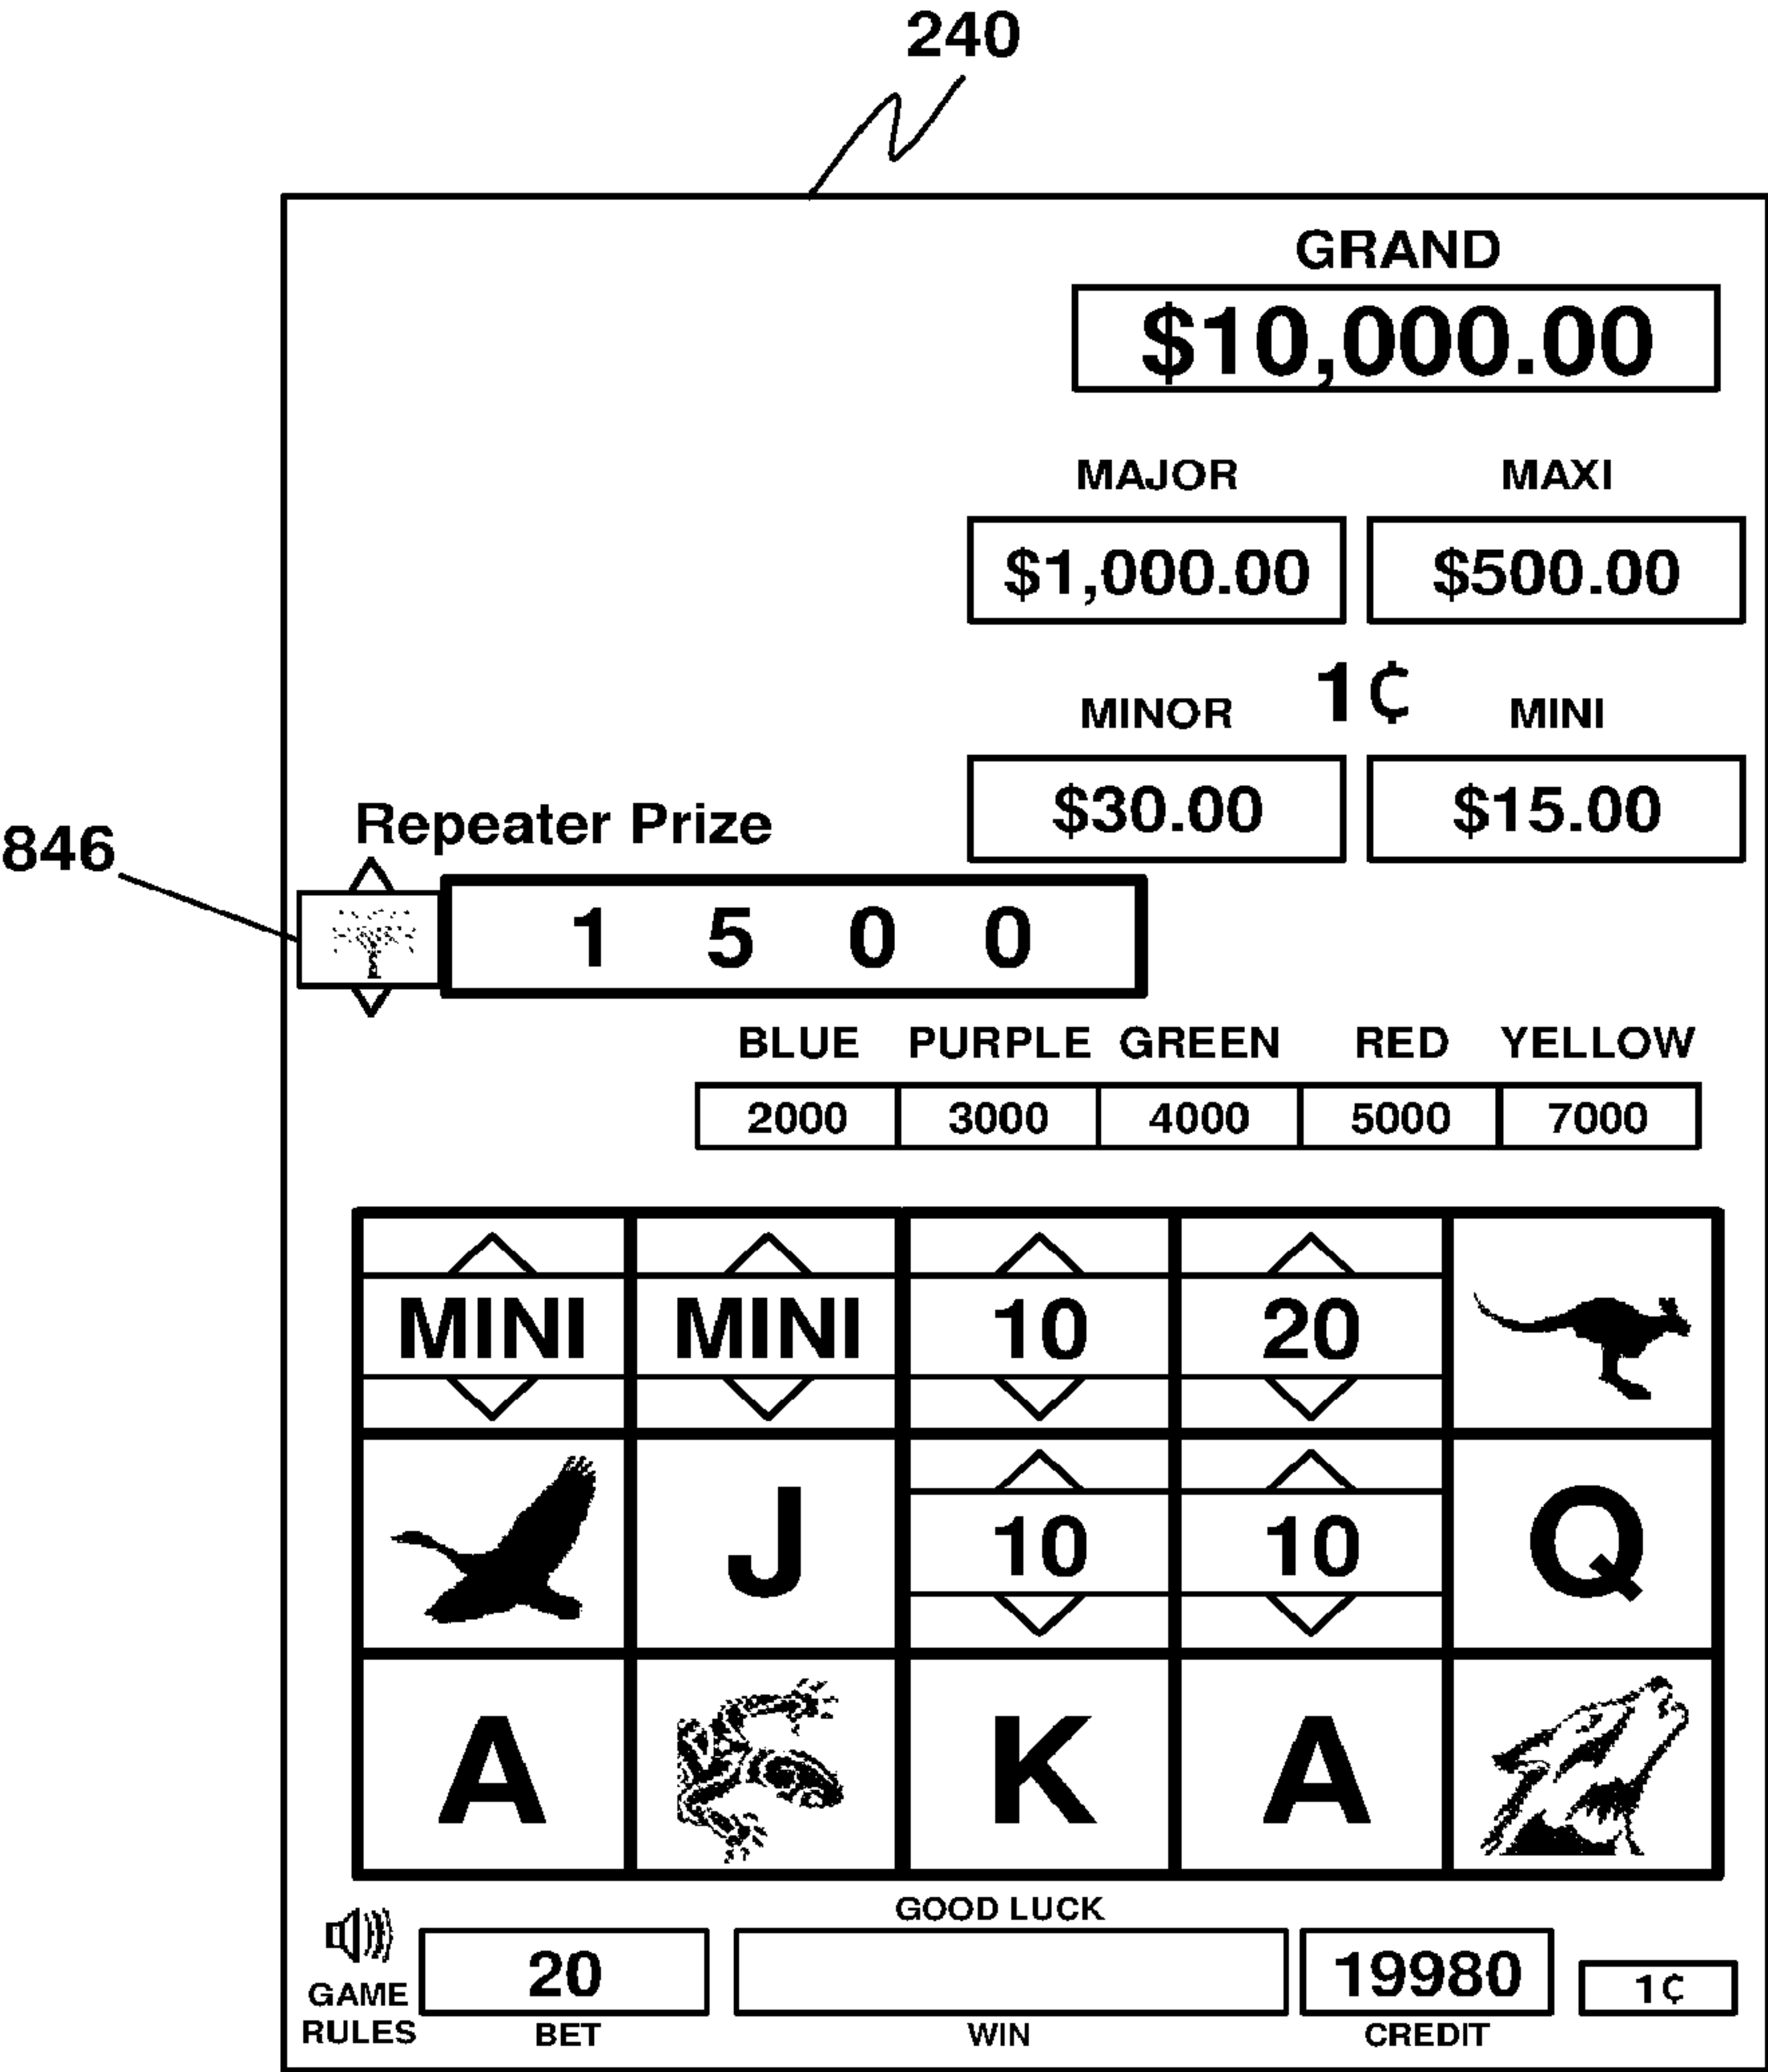 240
GRAND
$10,000.00
MAJOR MAXI
$1,000.00 $500.00
1¢
MINOR MINI
$30.00 $15.00
Repeater Prize
846
1 5 0 0
BLUE PURPLE GREEN RED YELLOW
2000 3000 4000 5000 7000
MINI MINI 10 20
J 10 10 Q
A K A
GOOD LUCK
20 19980 1¢
GAME RULES BET WIN CREDIT